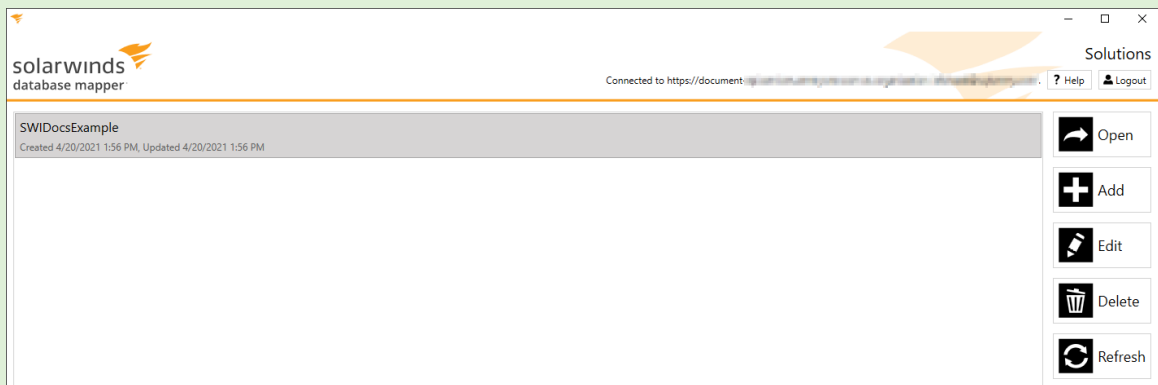 solarwinds
database mapper
Solutions
Connected to https://document
? Help
Logout
SWIDocsExample
Created 4/20/2021 1:56 PM, Updated 4/20/2021 1:56 PM
Open
Add
Edit
Delete
Refresh